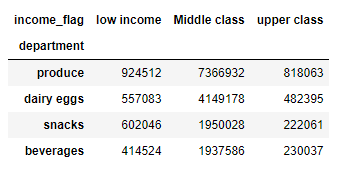 income_flag low income Middle class upper class
department
produce 924512 7366932 818063
dairy eggs 557083 4149178 482395
snacks 602046 1950028 222061
beverages 414524 1937586 230037